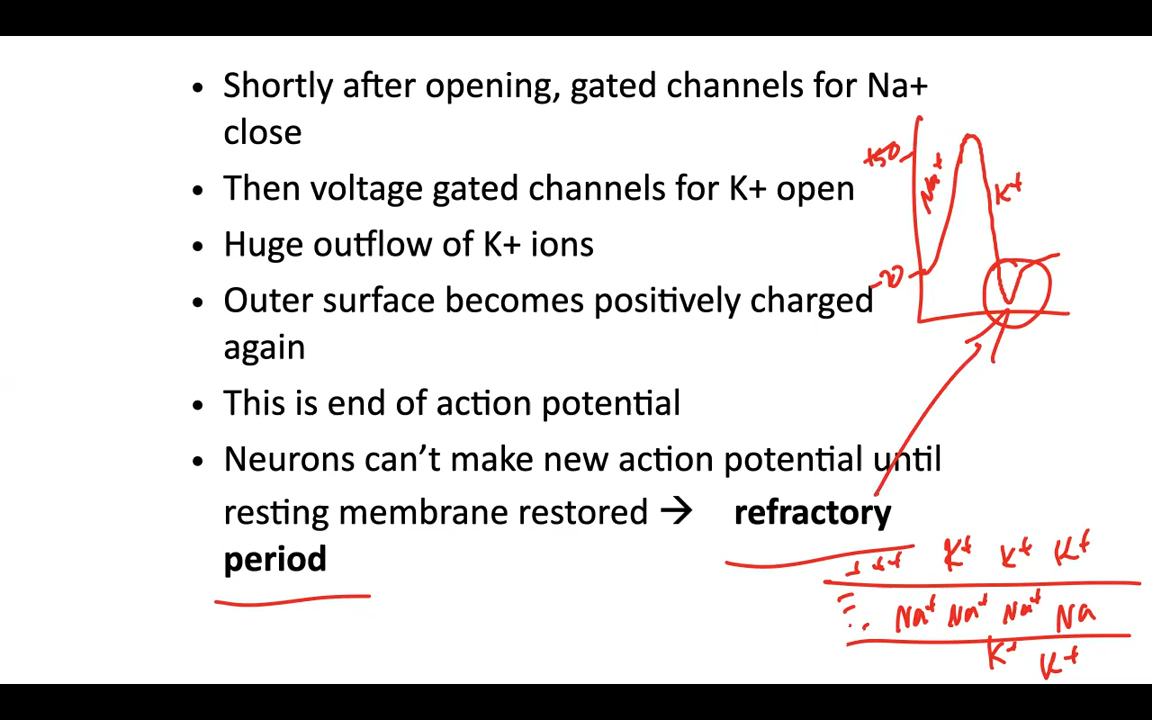 • Shortly after opening, gated channels for Na+
close
• Then voltage gated channels for K+ open
• Huge outflow of K+ ions
• Outer surface becomes positively charged
again
• This is end of action potential
• Neurons can’t make new action potential until
resting membrane restored → refractory
period
+50
Na+
K+
-70
+ + + K+ K+ K+
Na+ Na+ Na+ Na
K+ K+